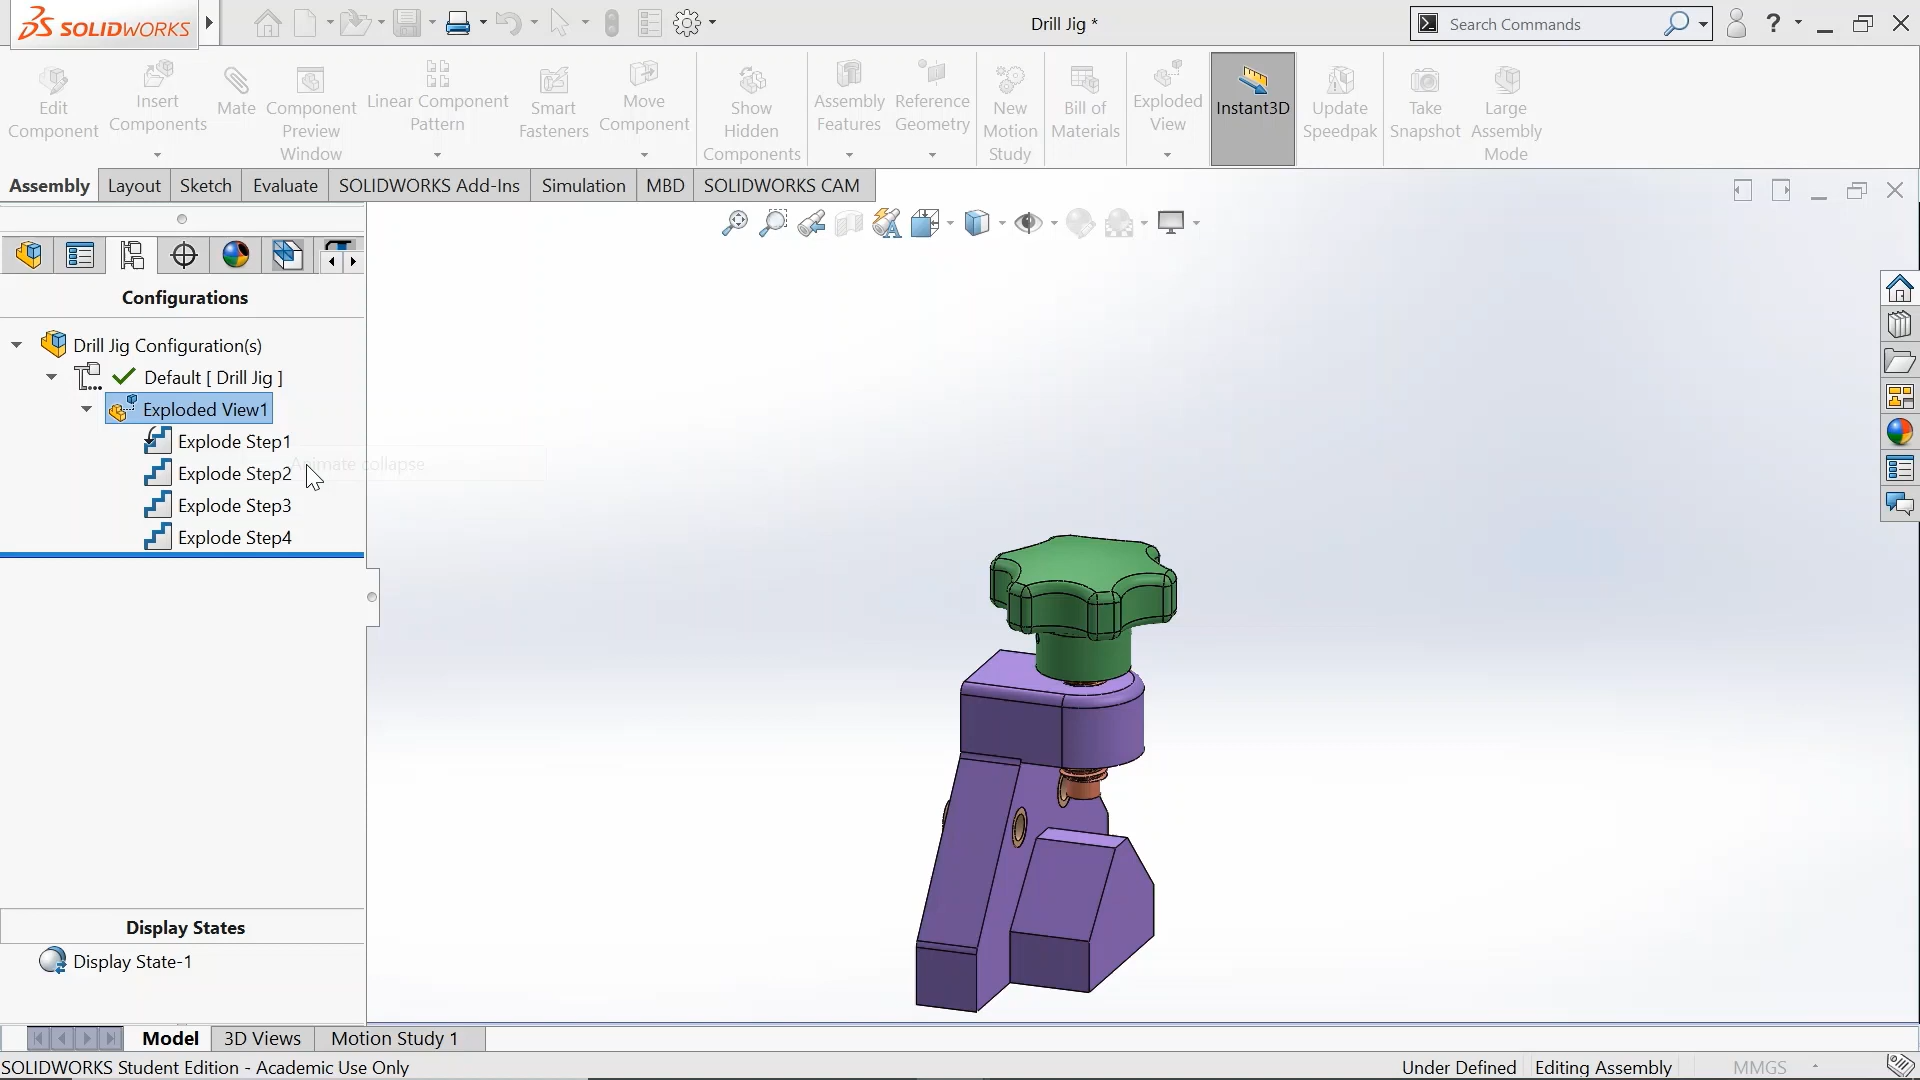 SOLIDWORKS
Drill Jig *
Search Commands
?
Edit Component
Insert Components
Mate
Component Preview Window
Linear Component Pattern
Smart Fasteners
Move Component
Show Hidden Components
Assembly Features
Reference Geometry
New Motion Study
Bill of Materials
Exploded View
Instant3D
Update Speedpak
Take Snapshot
Large Assembly Mode
Assembly
Layout
Sketch
Evaluate
SOLIDWORKS Add-Ins
Simulation
MBD
SOLIDWORKS CAM
Configurations
Drill Jig Configuration(s)
Default [ Drill Jig ]
Exploded View1
Explode Step1
Animate collapse
Explode Step2
Explode Step3
Explode Step4
Display States
Display State-1
Model
3D Views
Motion Study 1
SOLIDWORKS Student Edition - Academic Use Only
Under Defined
Editing Assembly
MMGS